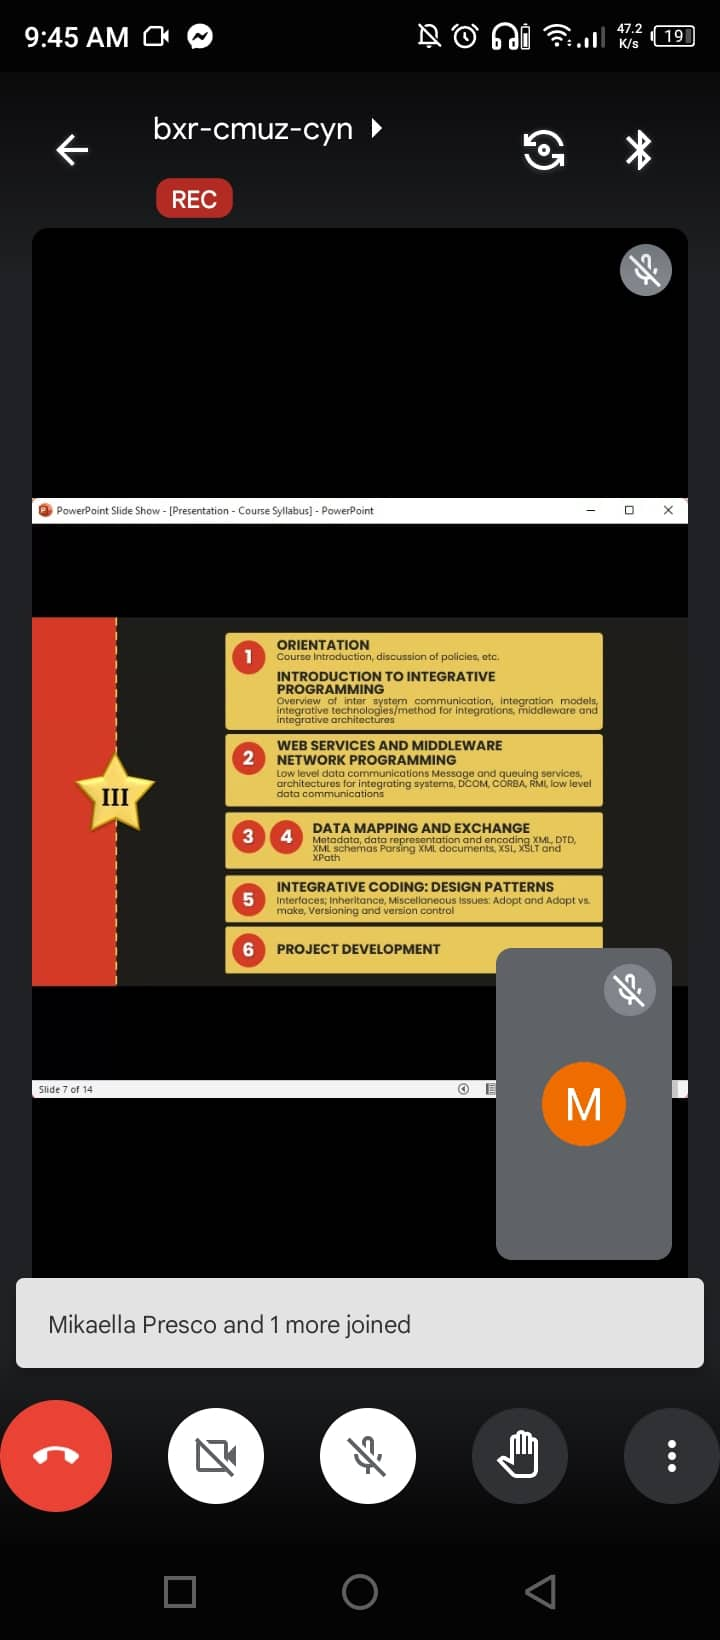 9:45 AM
47.2
K/s
19
bxr-cmuz-cyn
REC
PowerPoint Slide Show - [Presentation - Course Syllabus] - PowerPoint
III
1
ORIENTATION
Course Introduction, discussion of policies, etc.
INTRODUCTION TO INTEGRATIVE
PROGRAMMING
Overview of inter system communication, integration models,
integrative technologies/method for integrations, middleware and
integrative architectures
2
WEB SERVICES AND MIDDLEWARE
NETWORK PROGRAMMING
Low level data communications Message and queuing services,
architectures for integrating systems, DCOM, CORBA, RMI, low level
data communications
3 4
DATA MAPPING AND EXCHANGE
Metadata, data representation and encoding XML, DTD,
XML schemas Parsing XML documents, XSL, XSLT and
XPath
5
INTEGRATIVE CODING: DESIGN PATTERNS
Interfaces; Inheritance, Miscellaneous Issues: Adopt and Adapt vs.
make, Versioning and version control
6
PROJECT DEVELOPMENT
M
Slide 7 of 14
Mikaella Presco and 1 more joined